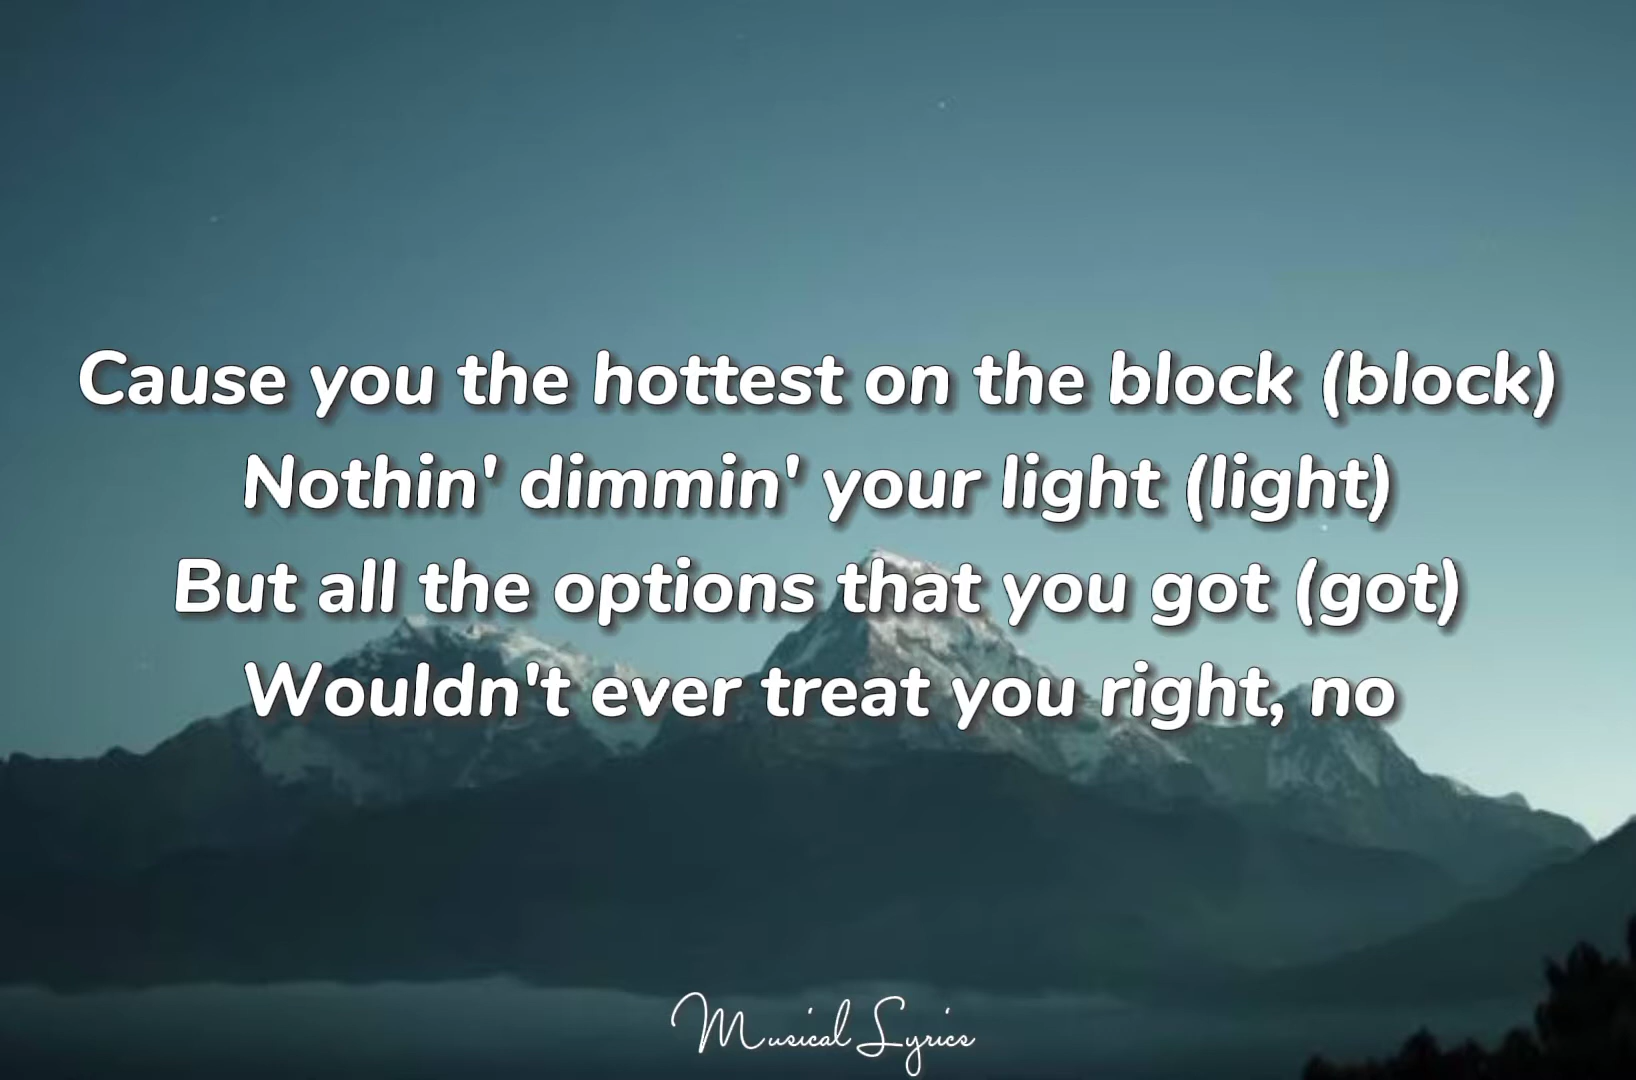 Cause you the hottest on the block (block)
Nothin' dimmin' your light (light)
But all the options that you got (got)
Wouldn't ever treat you right, no
Musical Lyrics